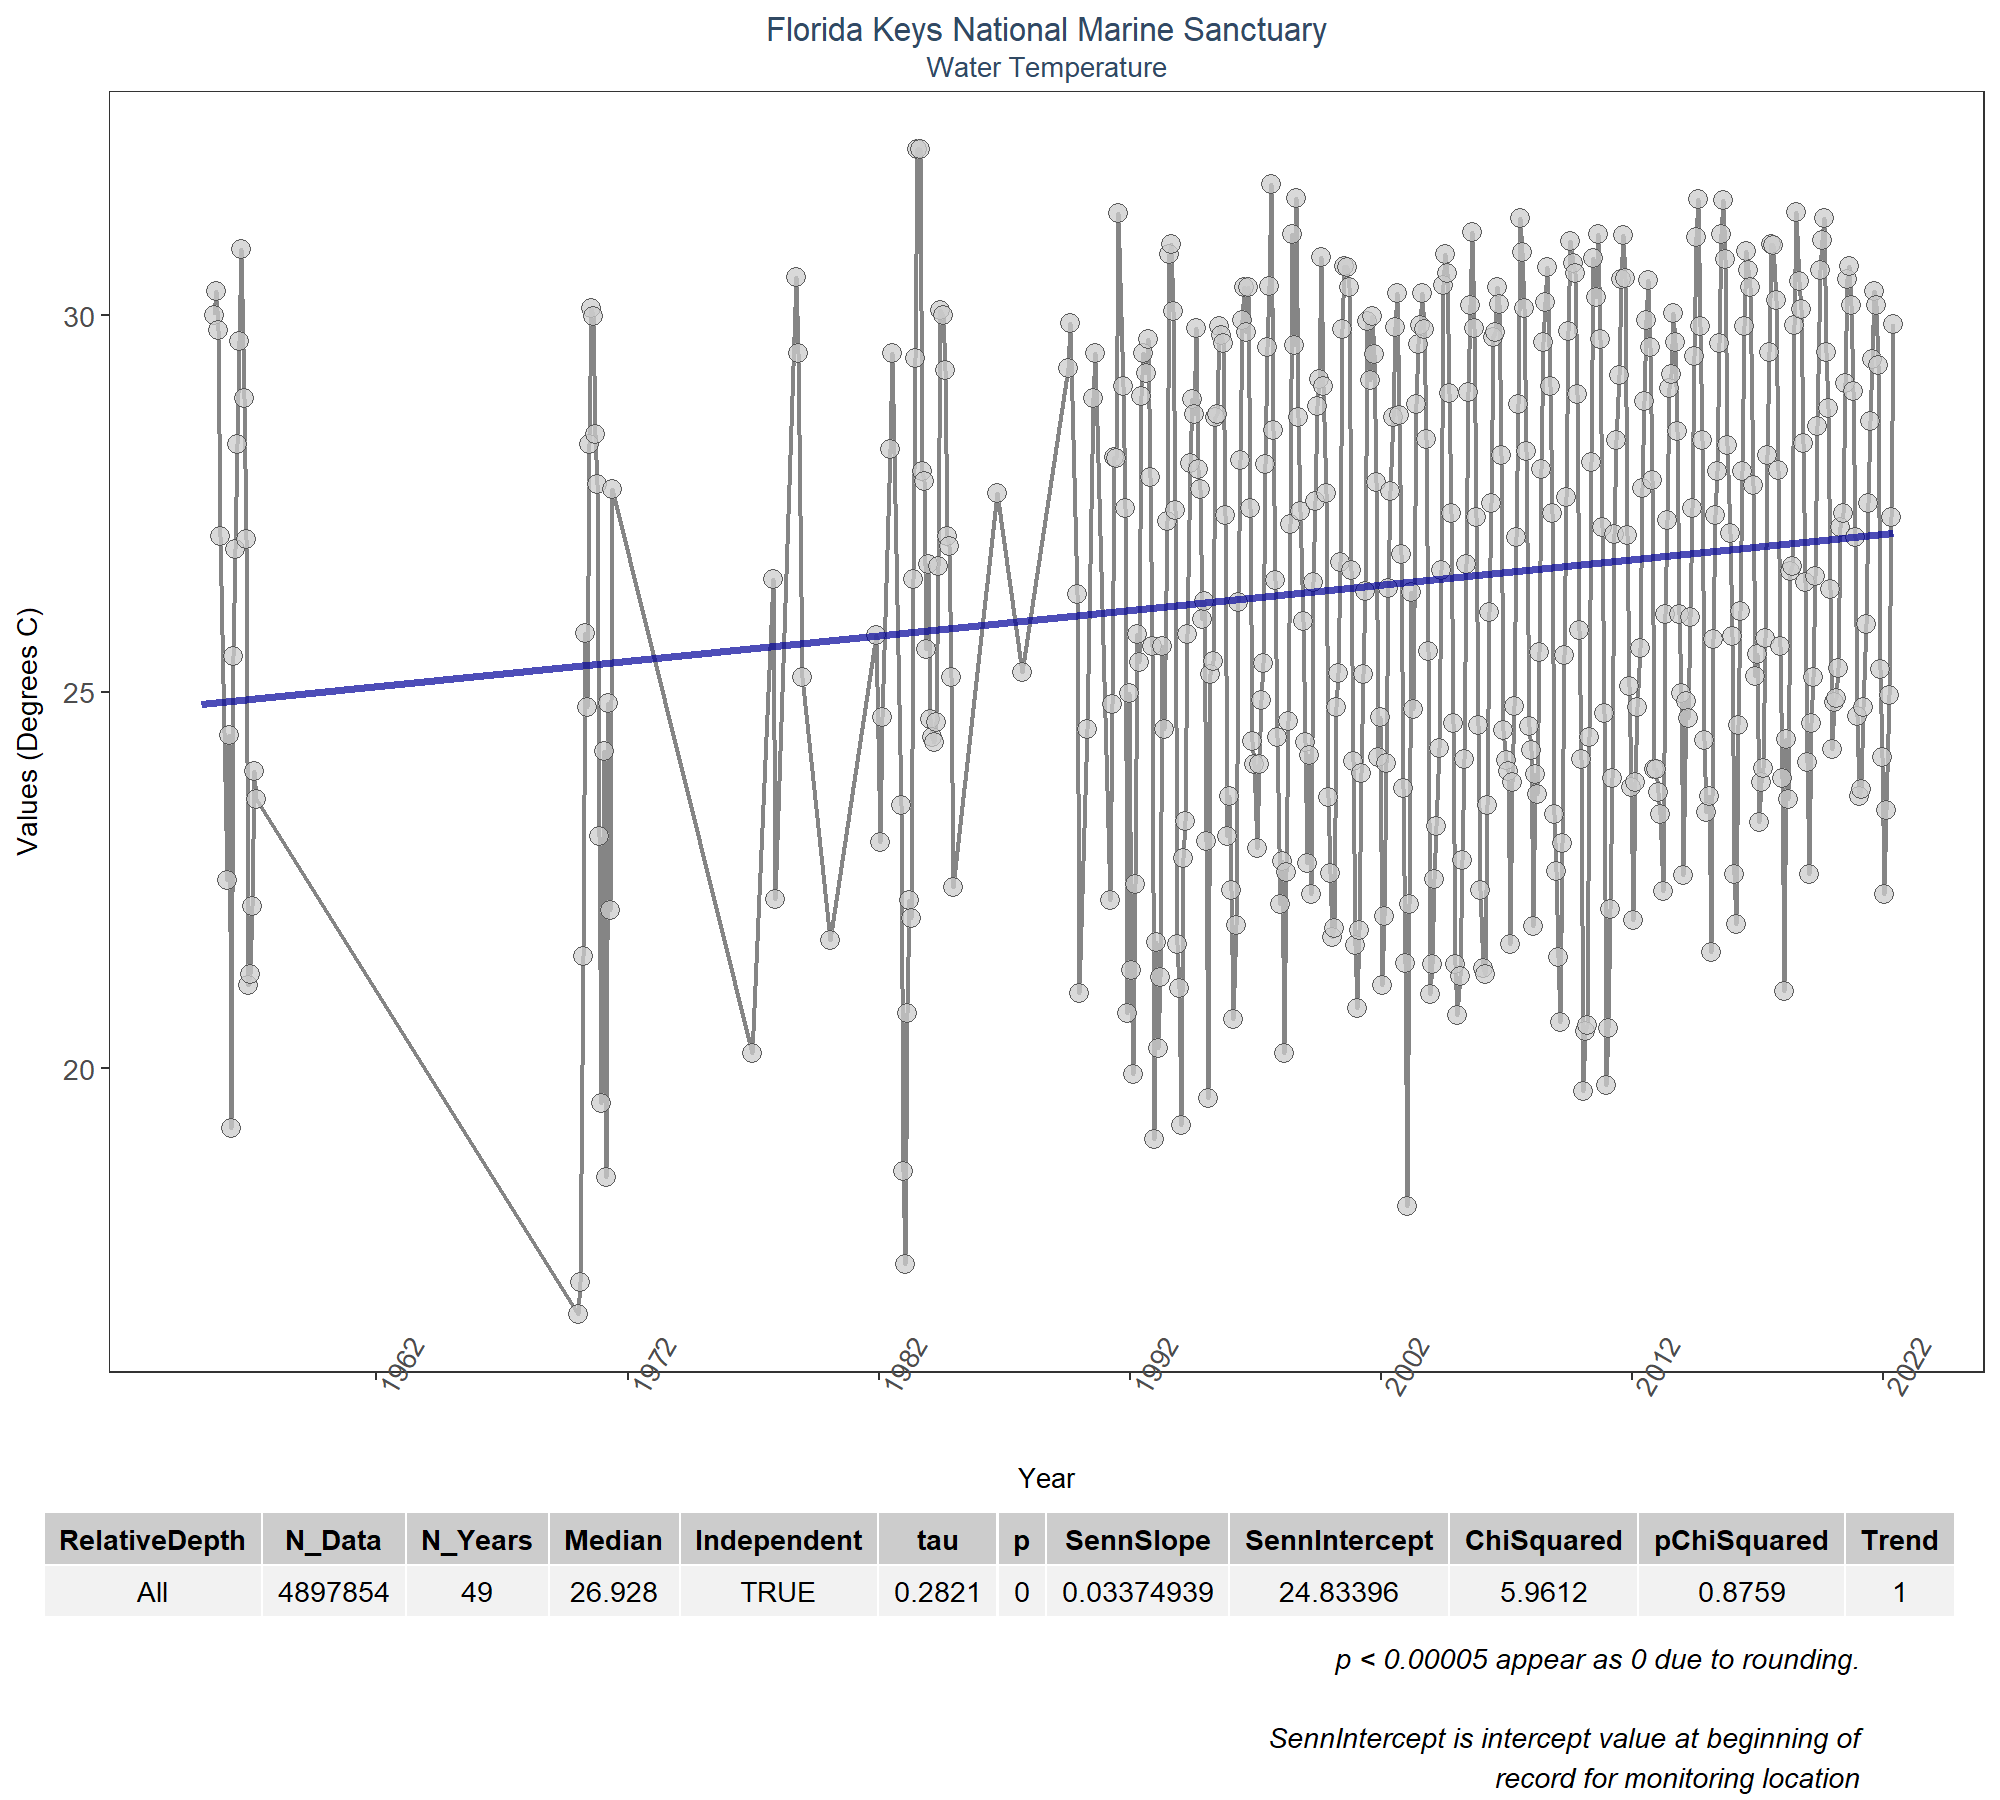 Florida Keys National Marine Sanctuary
Water Temperature
Values (Degrees C)
30
25
20
1962
1972
1982
1992
2002
2012
2022
Year
RelativeDepth N_Data N_Years Median Independent tau p SennSlope SennIntercept ChiSquared pChiSquared Trend
All 4897854 49 26.928 TRUE 0.2821 0 0.03374939 24.83396 5.9612 0.8759 1
p < 0.00005 appear as 0 due to rounding.
SennIntercept is intercept value at beginning of
record for monitoring location